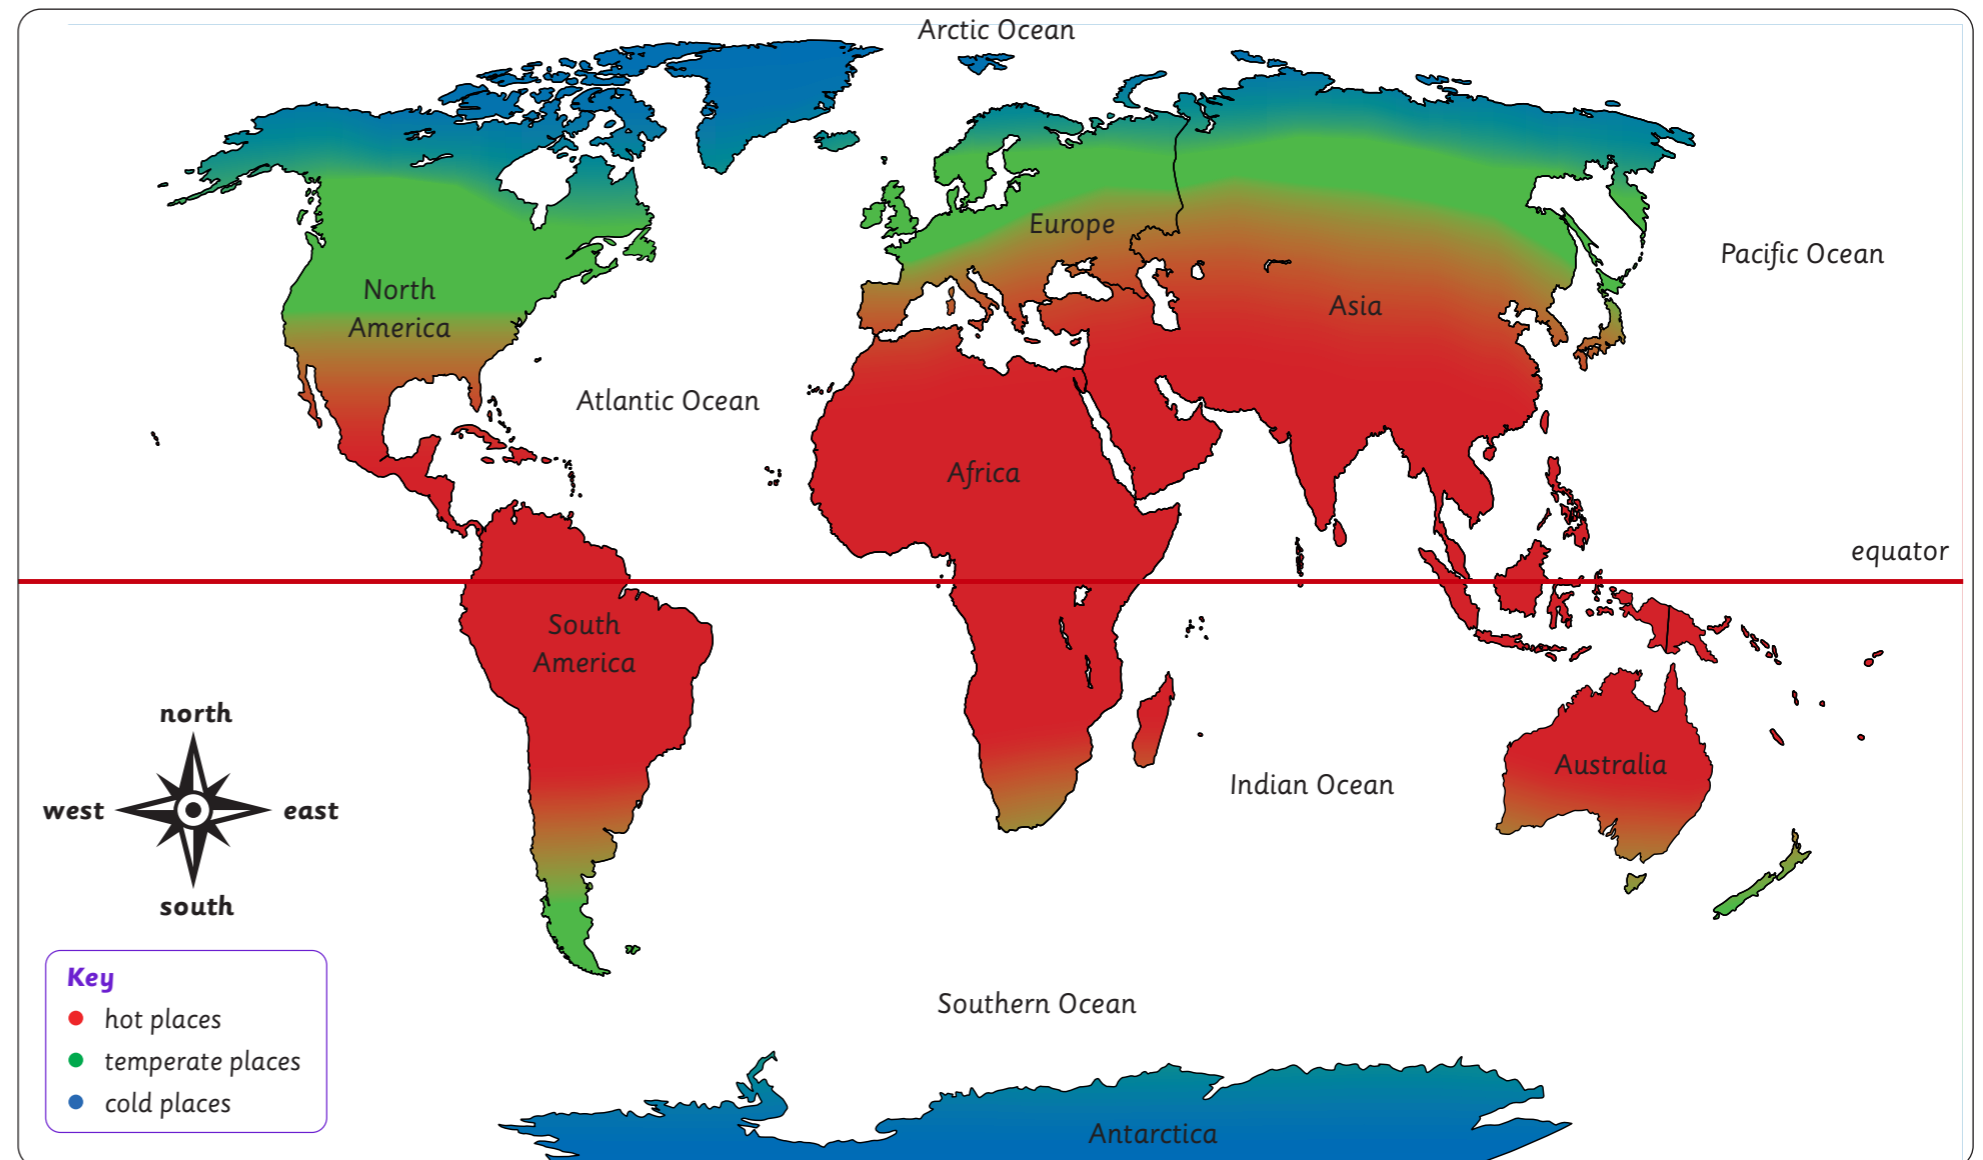 Arctic Ocean
Europe
Pacific Ocean
North
America
Asia
Atlantic Ocean
Africa
equator
South
America
north
west
east
south
Australia
Indian Ocean
Southern Ocean
Key
hot places
temperate places
cold places
Antarctica